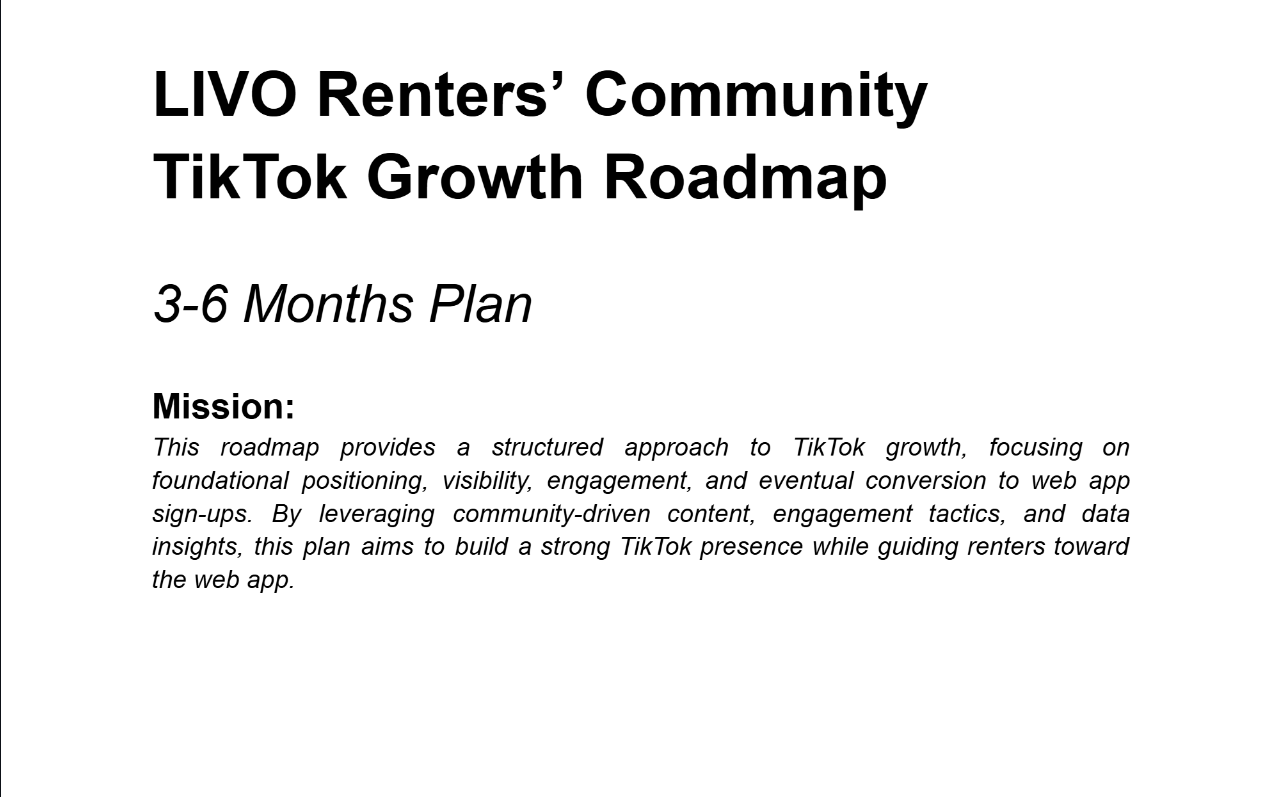 LIVO Renters’ Community
TikTok Growth Roadmap
3-6 Months Plan
Mission:
This roadmap provides a structured approach to TikTok growth, focusing on
foundational positioning, visibility, engagement, and eventual conversion to web app
sign-ups. By leveraging community-driven content, engagement tactics, and data
insights, this plan aims to build a strong TikTok presence while guiding renters toward
the web app.